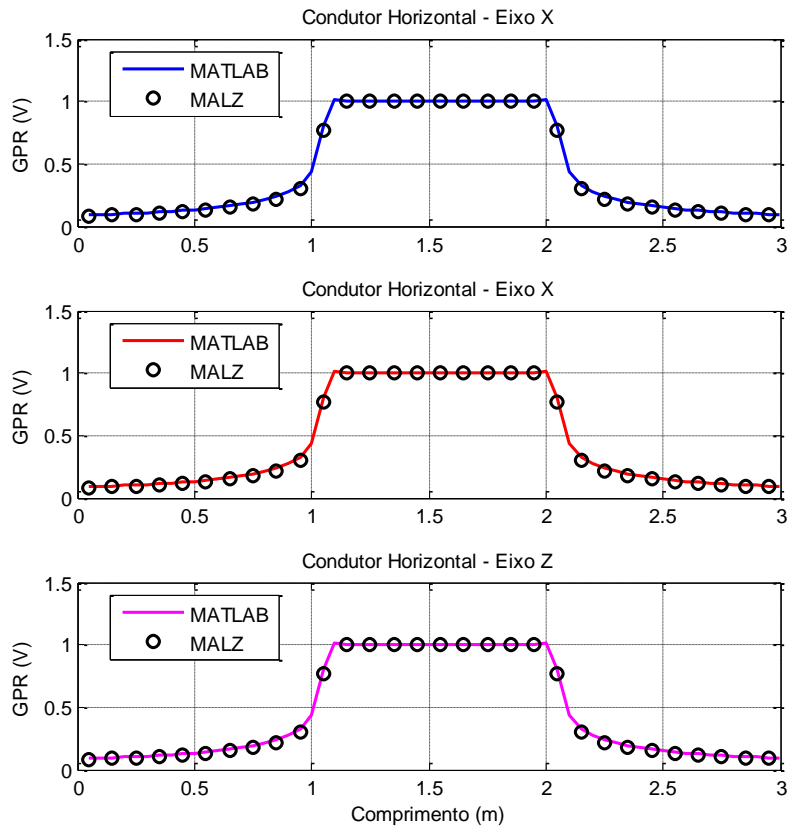 Condutor Horizontal - Eixo X
1.5
1
0.5
0
GPR (V)
MATLAB
MALZ
0 0.5 1 1.5 2 2.5 3
Condutor Horizontal - Eixo X
1.5
1
0.5
0
GPR (V)
MATLAB
MALZ
0 0.5 1 1.5 2 2.5 3
Condutor Horizontal - Eixo Z
1.5
1
0.5
0
GPR (V)
MATLAB
MALZ
0 0.5 1 1.5 2 2.5 3
Comprimento (m)